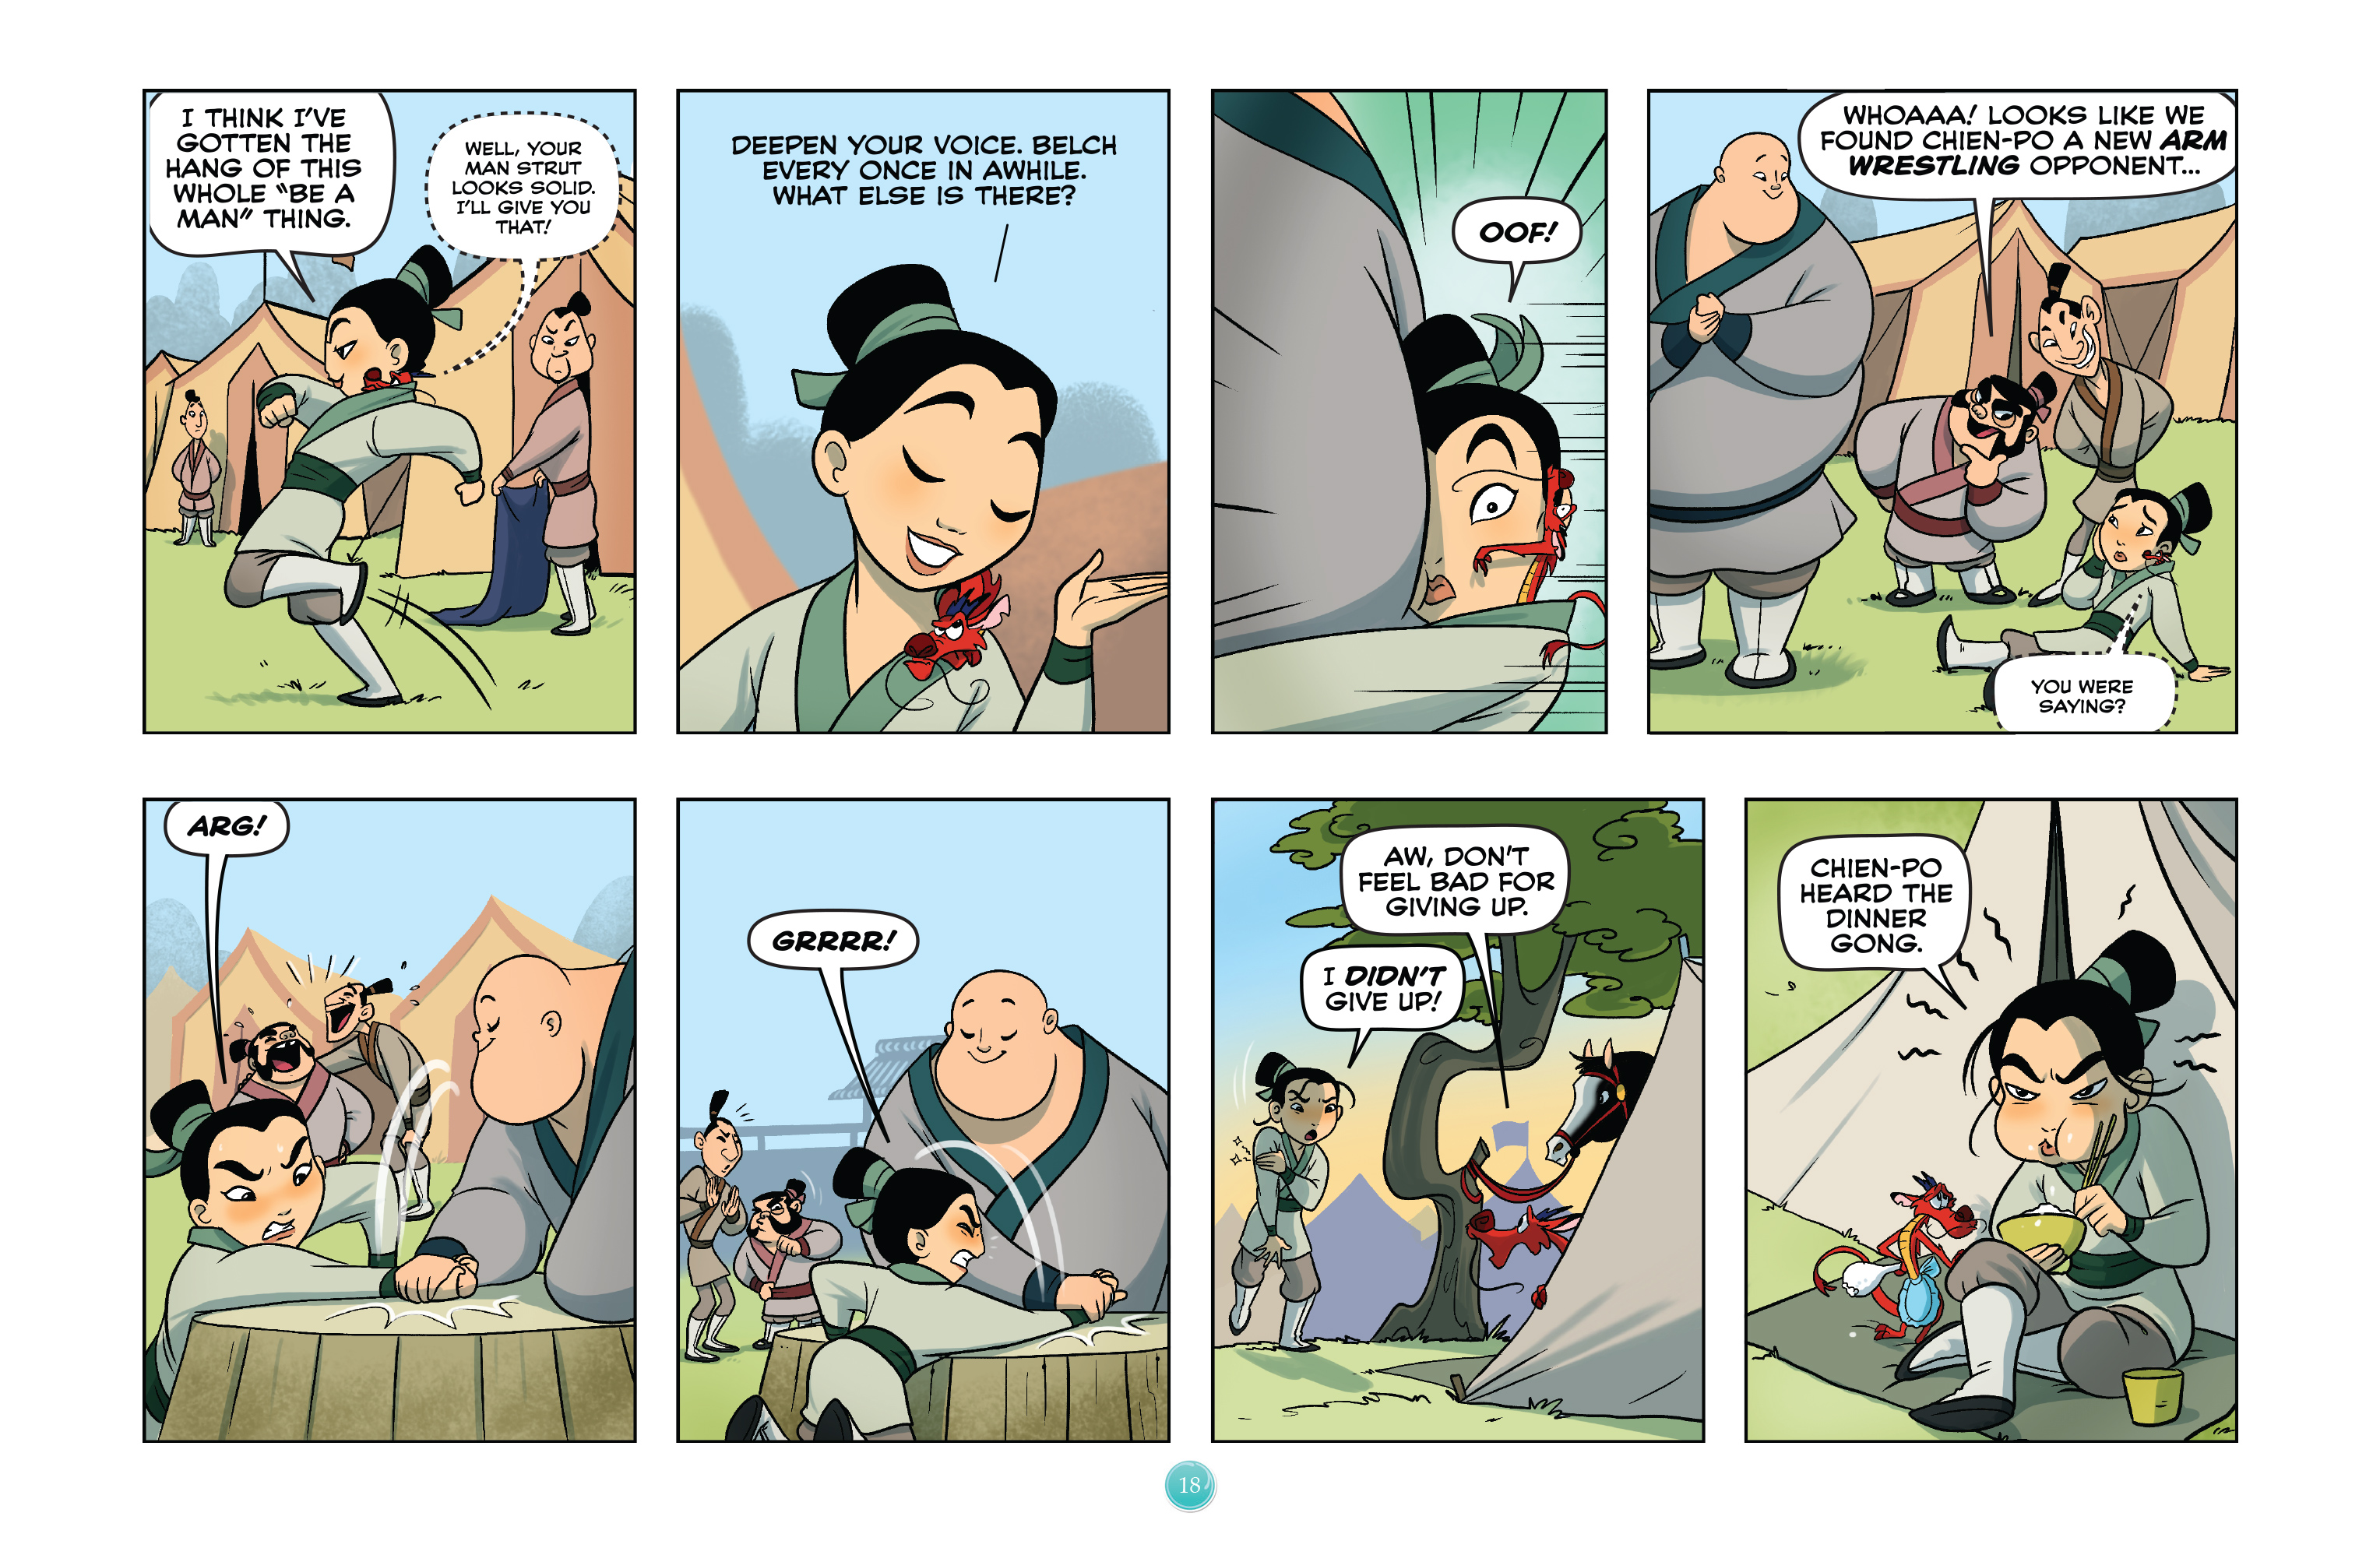 I THINK I'VE
GOTTEN THE
HANG OF THIS
WHOLE "BE A
MAN" THING.
WELL, YOUR
MAN STRUT
LOOKS SOLID.
I'LL GIVE YOU
THAT!
DEEPEN YOUR VOICE. BELCH
EVERY ONCE IN AWHILE.
WHAT ELSE IS THERE?
OOF!
WHOAAA! LOOKS LIKE WE
FOUND CHIEN-PO A NEW ARM
WRESTLING OPPONENT...
YOU WERE
SAYING?
ARG!
GRRRR!
AW, DON'T
FEEL BAD FOR
GIVING UP.
I DIDN'T
GIVE UP!
CHIEN-PO
HEARD THE
DINNER
GONG.
18